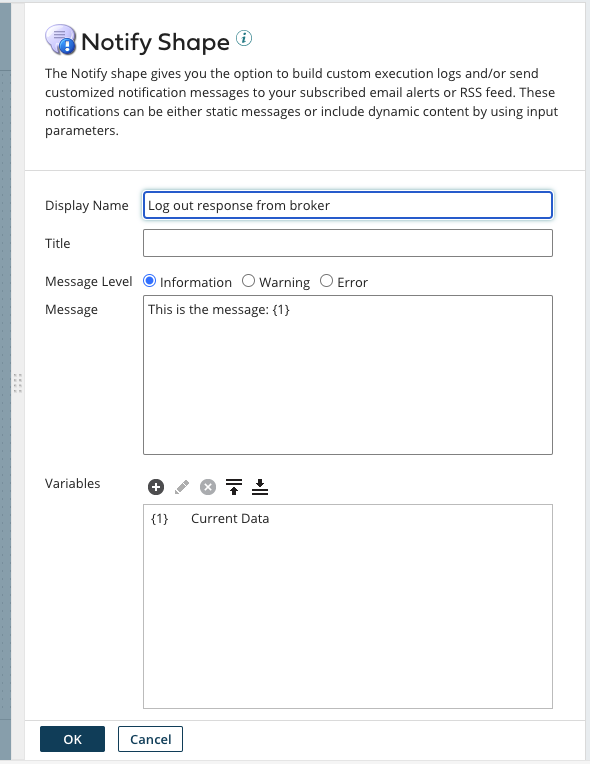 Notify Shape
The Notify shape gives you the option to build custom execution logs and/or send
customized notification messages to your subscribed email alerts or RSS feed. These
notifications can be either static messages or include dynamic content by using input
parameters.
Display Name Log out response from broker
Title
Message Level Information Warning Error
Message This is the message: {1}
Variables
{1} Current Data
OK Cancel